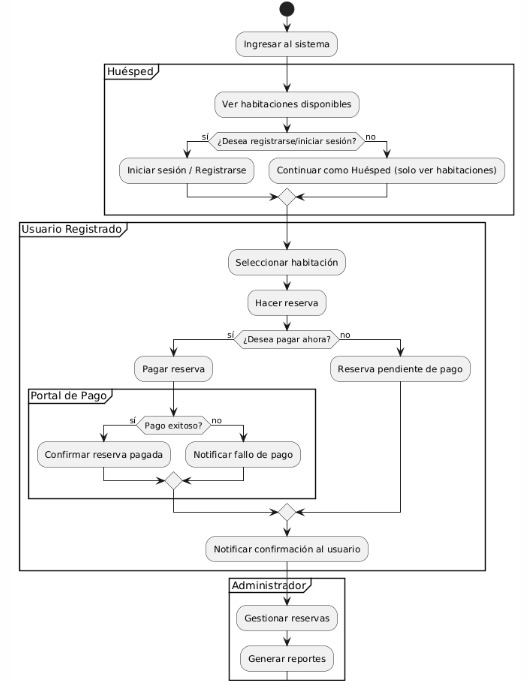 Ingresar al sistema
Huésped
Ver habitaciones disponibles
sí
¿Desea registrarse/iniciar sesión?
no
Iniciar sesión / Registrarse
Continuar como Huésped (solo ver habitaciones)
Usuario Registrado
Seleccionar habitación
Hacer reserva
sí
¿Desea pagar ahora?
no
Pagar reserva
Reserva pendiente de pago
Portal de Pago
sí
Pago exitoso?
no
Confirmar reserva pagada
Notificar fallo de pago
Notificar confirmación al usuario
Administrador
Gestionar reservas
Generar reportes